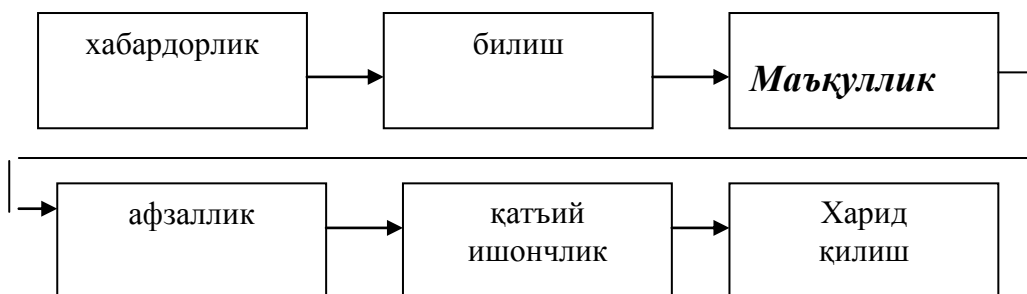 хабардорлик
билиш
Маъқуллик
афзаллик
қатъий
ишончлик
Харид
қилиш